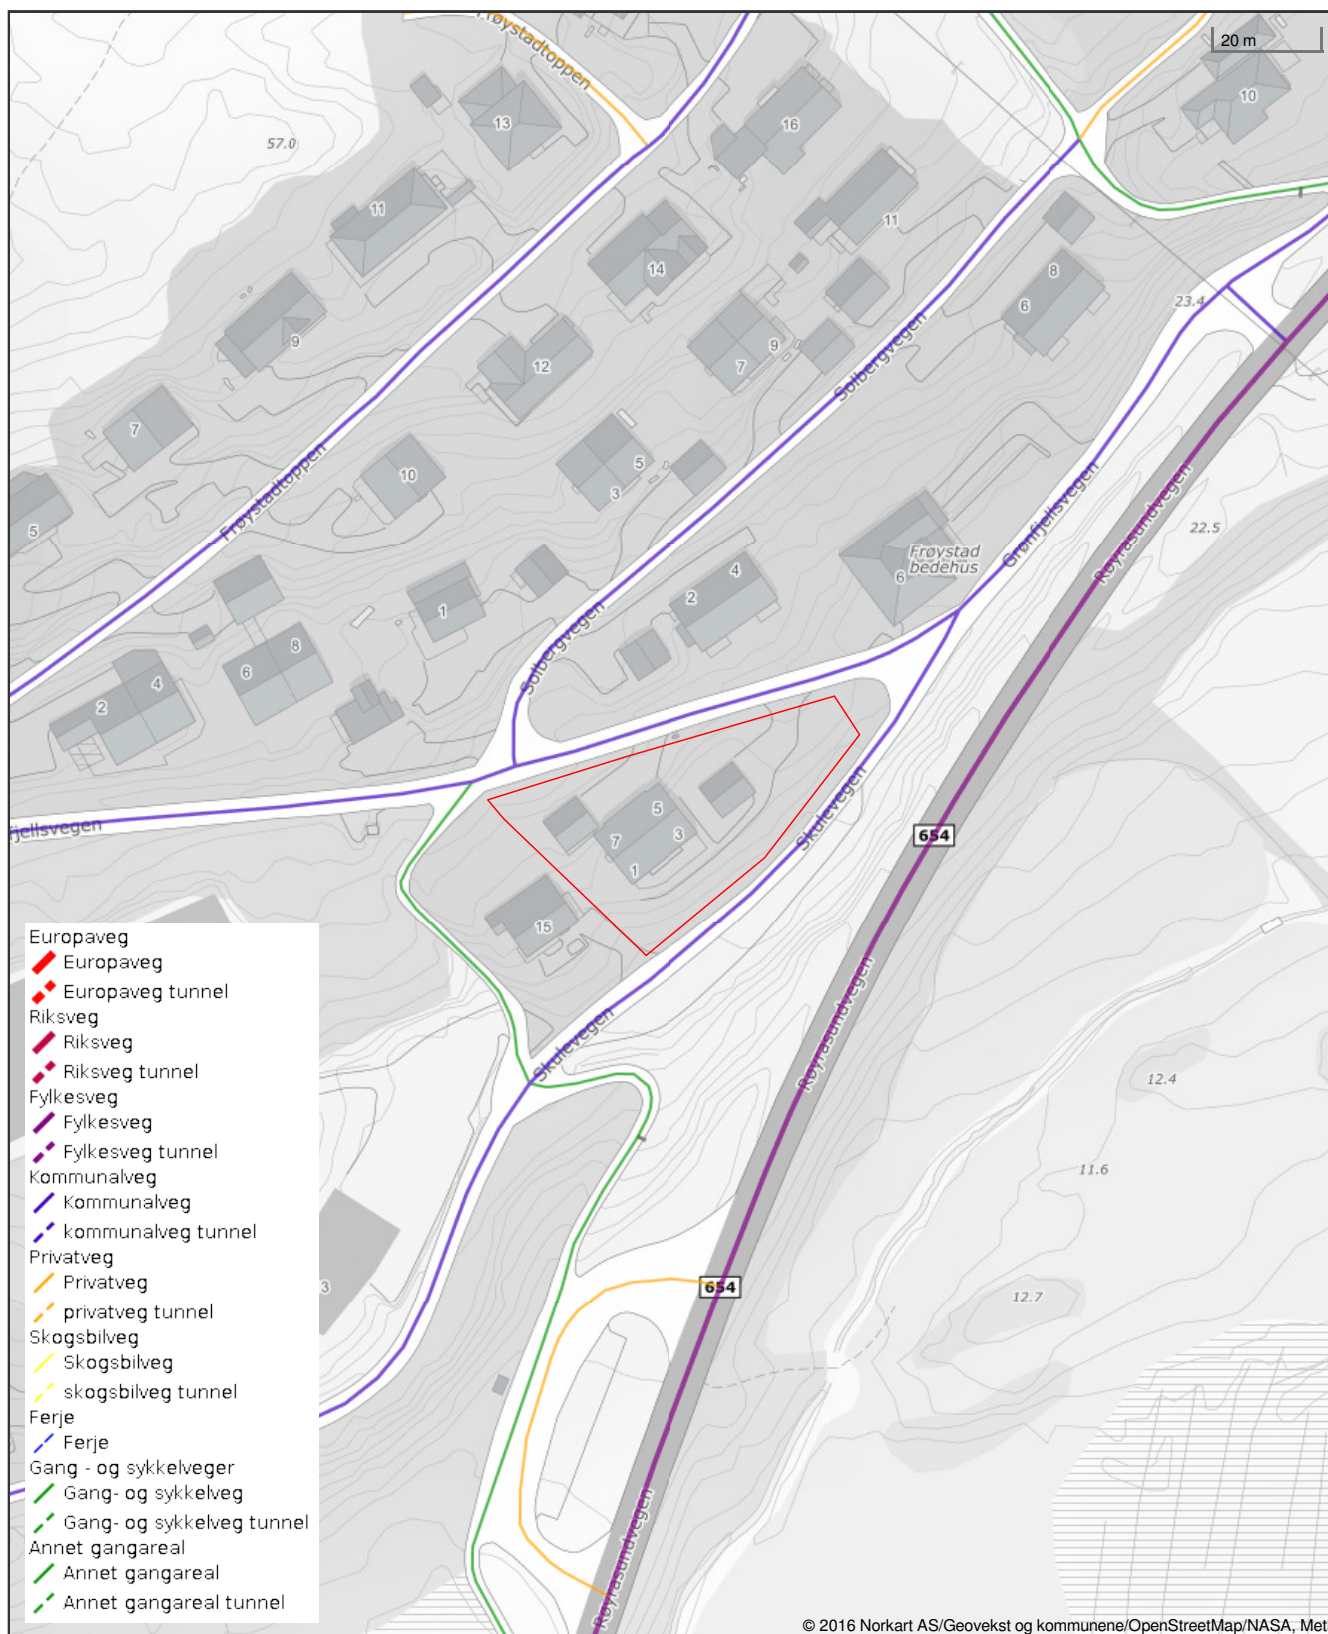 Frøystadtoppen
20 m
10
13
16
57.0
11
11
14
8
6
23.4
9
12
9
7
Solbergvegen
7
Frøystadtoppen
10
5
3
Grønfjellsvegen
Røyrasundvegen
22.5
5
Frøystad
bedehus
6
4
2
1
Solbergvegen
8
6
4
2
fjellsvegen
5
7
3
1
Skulevegen
654
15
Røyrasundvegen
Skulevegen
12.4
11.6
3
654
12.7
Røyrasundvegen
Europaveg
Europaveg
Europaveg tunnel
Riksveg
Riksveg
Riksveg tunnel
Fylkesveg
Fylkesveg
Fylkesveg tunnel
Kommunalveg
Kommunalveg
kommunalveg tunnel
Privatveg
Privatveg
privatveg tunnel
Skogsbilveg
Skogsbilveg
skogsbilveg tunnel
Ferje
Ferje
Gang - og sykkelveger
Gang- og sykkelveg
Gang- og sykkelveg tunnel
Annet gangareal
Annet gangareal
Annet gangareal tunnel
© 2016 Norkart AS/Geovekst og kommunene/OpenStreetMap/NASA, Met